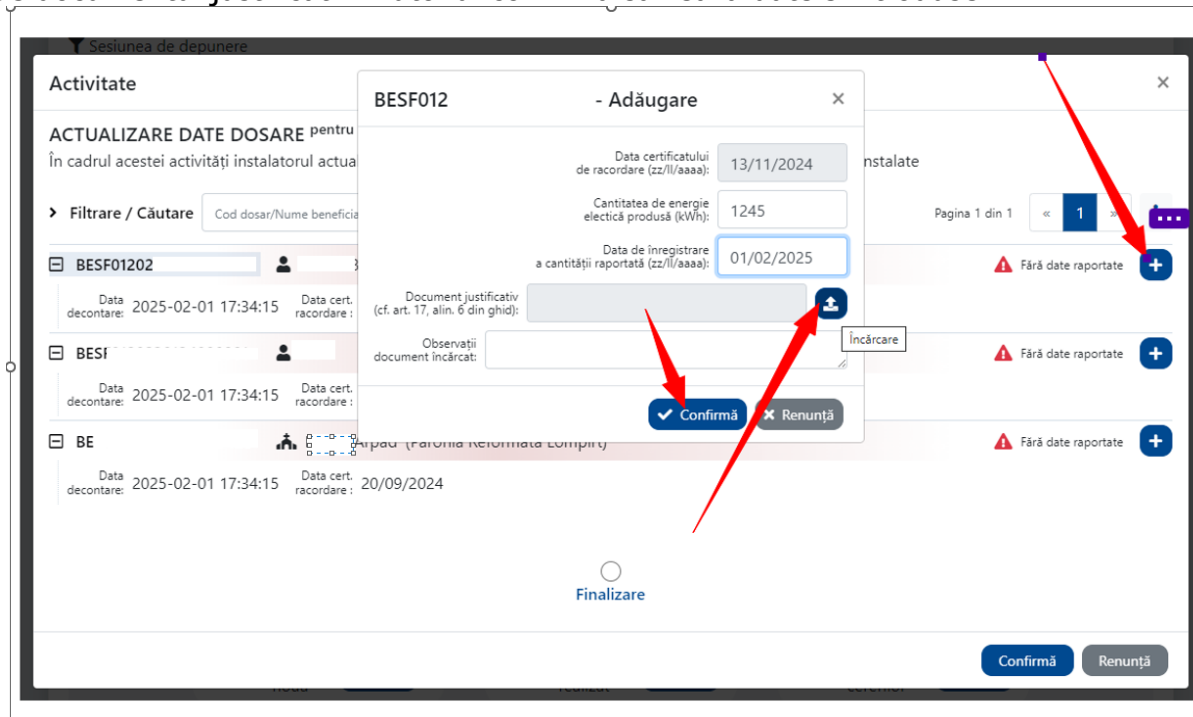 Sesiunea de depunere
Activitate
×
BESF012 - Adăugare
×
ACTUALIZARE DATE DOSARE pentru
În cadrul acestei activități instalatorul actua
nstalate
Data certificatului
de racordare (zz/ll/aaaa):
13/11/2024
Cantitatea de energie
electică produsă (kWh):
1245
Data de înregistrare
a cantității raportată (zz/ll/aaaa):
01/02/2025
Document justificativ
(cf. art. 17, alin. 6 din ghid):
Încărcare
Observații
document încărcat:
Confirmă
Renunță
Filtrare / Căutare
Cod dosar/Nume beneficia
Pagina 1 din 1
« 1 »
BESF01202
Fără date raportate
Data
decontare:
2025-02-01 17:34:15
Data cert.
racordare :
BESF
Fără date raportate
Data
decontare:
2025-02-01 17:34:15
Data cert.
racordare :
BE
Fără date raportate
Data
decontare:
2025-02-01 17:34:15
Data cert.
racordare :
20/09/2024
Finalizare
Confirmă
Renunță